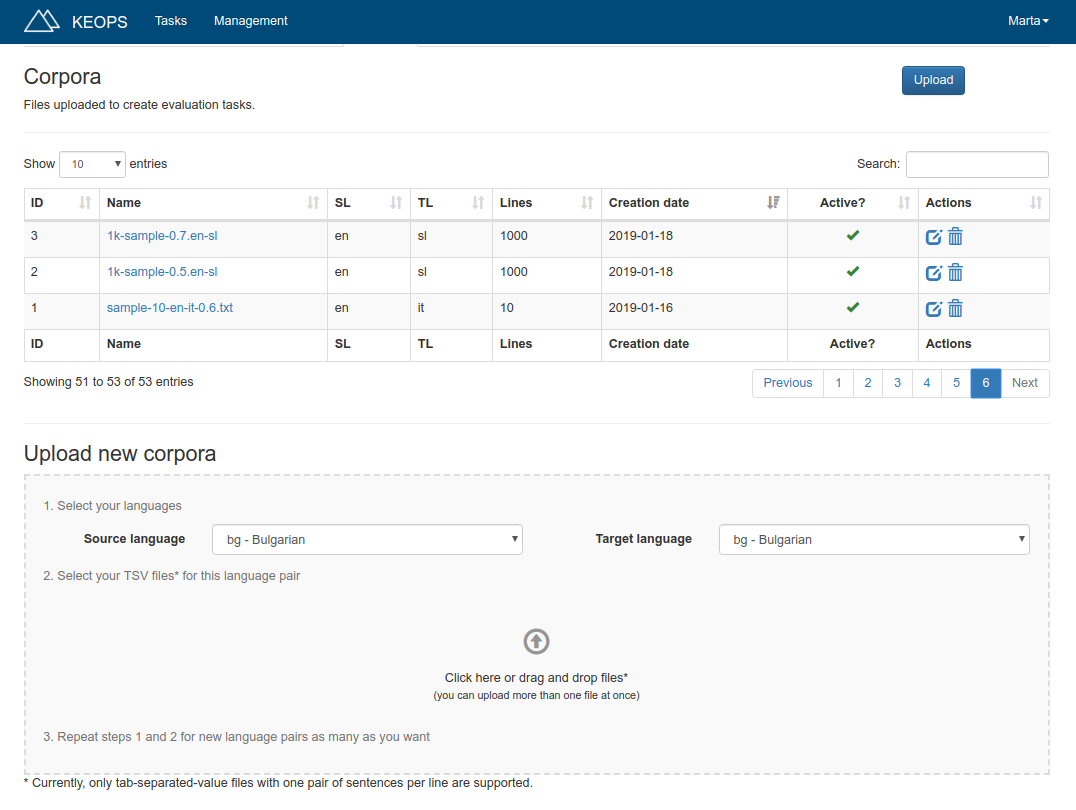 KEOPS Tasks Management Marta
Corpora
Upload
Files uploaded to create evaluation tasks.
Show 10 entries Search:
ID Name SL TL Lines Creation date Active? Actions
3 1k-sample-0.7.en-sl en sl 1000 2019-01-18
2 1k-sample-0.5.en-sl en sl 1000 2019-01-18
1 sample-10-en-it-0.6.txt en it 10 2019-01-16
ID Name SL TL Lines Creation date Active? Actions
Showing 51 to 53 of 53 entries Previous 1 2 3 4 5 6 Next
Upload new corpora
1. Select your languages
Source language bg - Bulgarian Target language bg - Bulgarian
2. Select your TSV files* for this language pair
Click here or drag and drop files*
(you can upload more than one file at once)
3. Repeat steps 1 and 2 for new language pairs as many as you want
* Currently, only tab-separated-value files with one pair of sentences per line are supported.